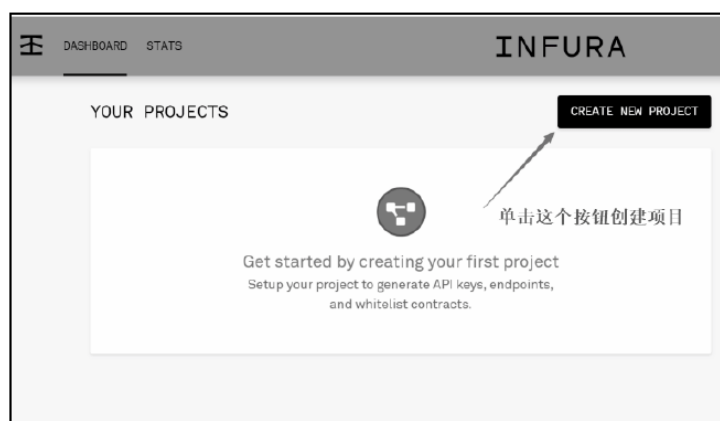 DASHBOARD STATS INFURA
YOUR PROJECTS CREATE NEW PROJECT
单击这个按钮创建项目
Get started by creating your first project
Setup your project to generate API keys, endpoints,
and whitelist contracts.